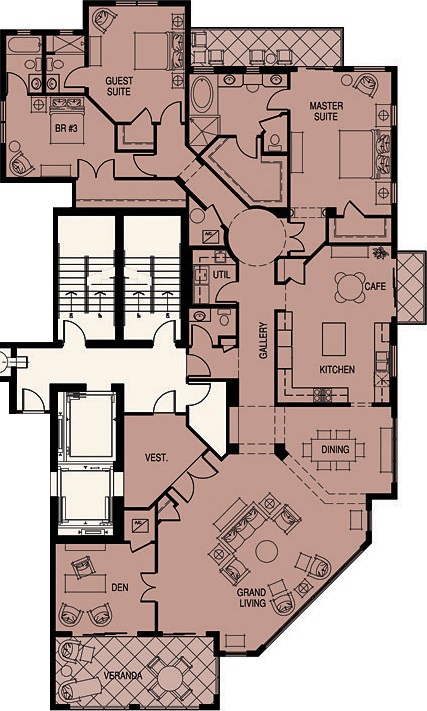 GUEST
SUITE
MASTER
SUITE
BR #3
A/C
UTIL
CAFE
GALLERY
KITCHEN
DINING
VEST.
A/C
GRAND
LIVING
DEN
VERANDA